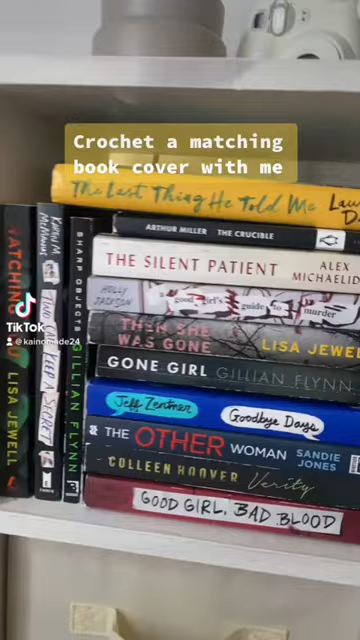 Crochet a matching
book cover with me
The Last Thing He Told Me
ARTHUR MILLER THE CRUCIBLE
THE SILENT PATIENT ALEX
HOLLY
JACKSON
a good girl's guide to murder
THEN SHE
WAS GONE LISA JEWELL
GONE GIRL GILLIAN FLYNN
Jeff Zentner Goodbye Days
& THE OTHER WOMAN SANDIE
JONES
COLLEEN HOOVER Verity
GOOD GIRL, BAD BLOOD
LISA JEWELL
KAREN M.
McMANUS
TWO CAN KEEP A SECRET
SHARP OBJECTS
GILLIAN FLYNN
TikTok
@kainomade24